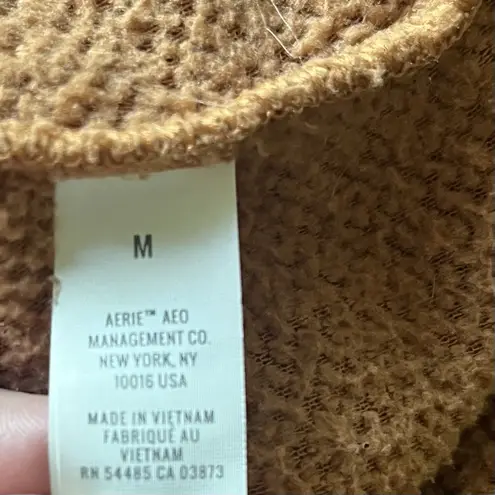 M
AERIE™ AEO
MANAGEMENT CO.
NEW YORK, NY
10016 USA
MADE IN VIETNAM
FABRIQUÉ AU
VIETNAM
RN 54485 CA 03873